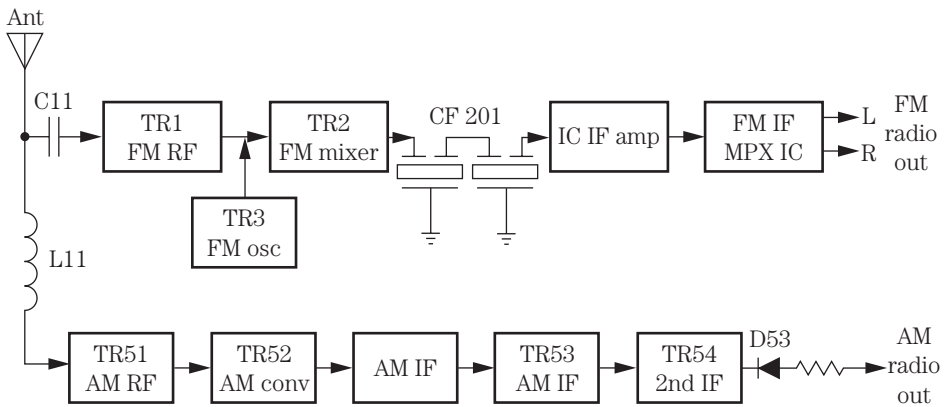 Ant
C11
TR1
FM RF
TR2
FM mixer
CF 201
IC IF amp
FM IF
MPX IC
L
R
FM
radio
out
TR3
FM osc
L11
TR51
AM RF
TR52
AM conv
AM IF
TR53
AM IF
TR54
2nd IF
D53
AM
radio
out